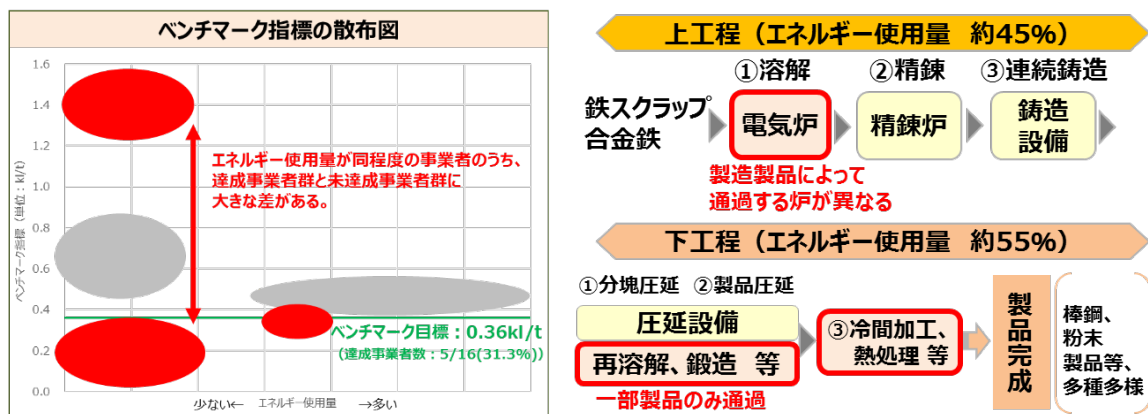 ベンチマーク指標の散布図
ベンチマーク指標（単位：kl/t）
1.6
1.4
1.2
1.0
0.8
0.6
0.4
0.2
0.0
エネルギー使用量が同程度の事業者のうち、
達成事業者群と未達成事業者群に
大きな差がある。
ベンチマーク目標：0.36kl/t
（達成事業者数：5/16(31.3%)）
少ない← エネルギー使用量 →多い
上工程（エネルギー使用量 約45%）
①溶解
②精錬
③連続鋳造
鉄スクラップ
合金鉄
電気炉
精錬炉
鋳造
設備
製造製品によって
通過する炉が異なる
下工程（エネルギー使用量 約55%）
①分塊圧延 ②製品圧延
圧延設備
再溶解、鍛造 等
一部製品のみ通過
③冷間加工、
熱処理 等
製品完成
棒鋼、
粉末
製品等、
多種多様